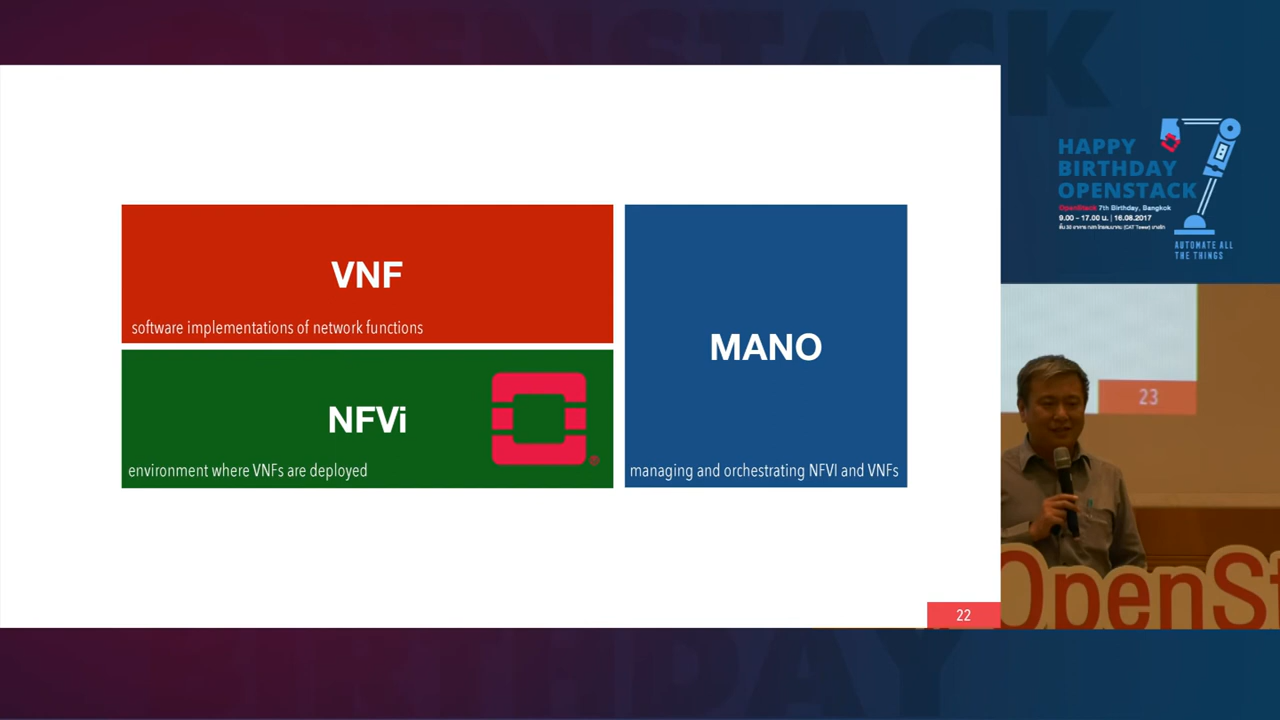 OPENSTACK
VNF
software implementations of network functions
NFVi
environment where VNFs are deployed
®
MANO
managing and orchestrating NFVI and VNFs
22
HAPPY
BIRTHDAY
OPENSTACK
OpenStack 7th Birthday, Bangkok
9.00 - 17.00 น. | 16.08.2017
AUTOMATE ALL
THE THINGS
23
OpenSt
BIRTHDAY